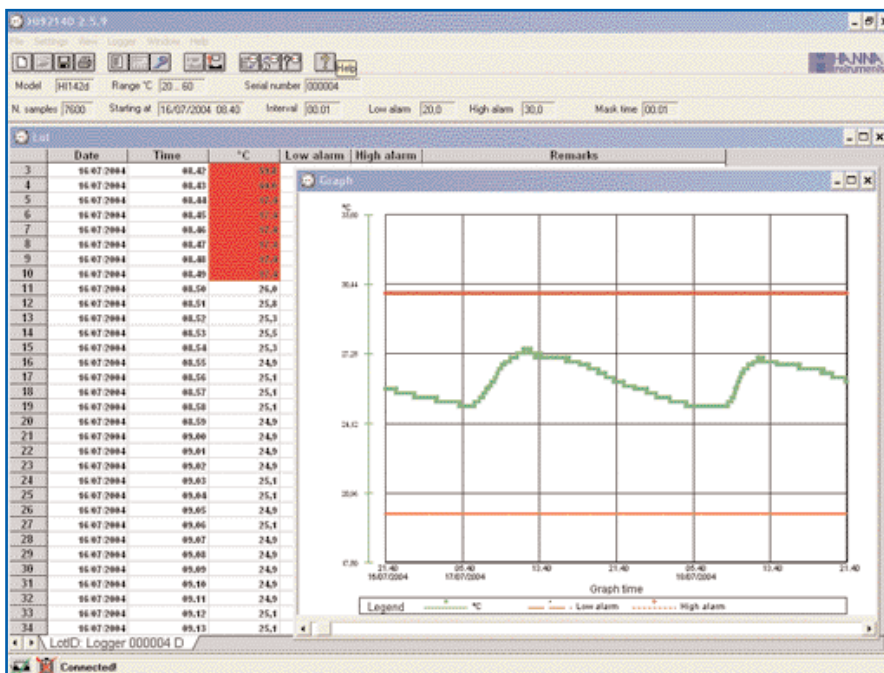 HI92140 2.5.9
File Settings View Logger Window Help
Help
HANNA
instruments
Model HI142d Range °C 20 .. 60 Serial number 000004
N. samples 7600 Starting at 16/07/2004 08.40 Interval 00.01 Low alarm 20,0 High alarm 30,0 Mask time 00.01
Lot
Date Time °C Low alarm High alarm Remarks
3 16/07/2004 08.42
4 16/07/2004 08.43
5 16/07/2004 08.44
6 16/07/2004 08.45
7 16/07/2004 08.46
8 16/07/2004 08.47
9 16/07/2004 08.48
10 16/07/2004 08.49
11 16/07/2004 08.50 26,0
12 16/07/2004 08.51 25,8
13 16/07/2004 08.52 25,3
14 16/07/2004 08.53 25,5
15 16/07/2004 08.54 25,3
16 16/07/2004 08.55 24,9
17 16/07/2004 08.56 25,1
18 16/07/2004 08.57 25,1
19 16/07/2004 08.58 25,1
20 16/07/2004 08.59 24,9
21 16/07/2004 09.00 24,9
22 16/07/2004 09.01 24,9
23 16/07/2004 09.02 24,9
24 16/07/2004 09.03 25,1
25 16/07/2004 09.04 25,1
26 16/07/2004 09.05 24,9
27 16/07/2004 09.06 25,1
28 16/07/2004 09.07 24,9
29 16/07/2004 09.08 24,9
30 16/07/2004 09.09 24,9
31 16/07/2004 09.10 24,9
32 16/07/2004 09.11 24,9
33 16/07/2004 09.12 25,1
34 16/07/2004 09.13 25,1
Graph
°C
33,60
30,44
27,28
24,12
20,96
17,80
21.40 05.40 13.40 21.40 05.40 13.40 21.40
17/07/2004 18/07/2004
Graph time
Legend °C Low alarm High alarm
LotID: Logger 000004 D
Connected!